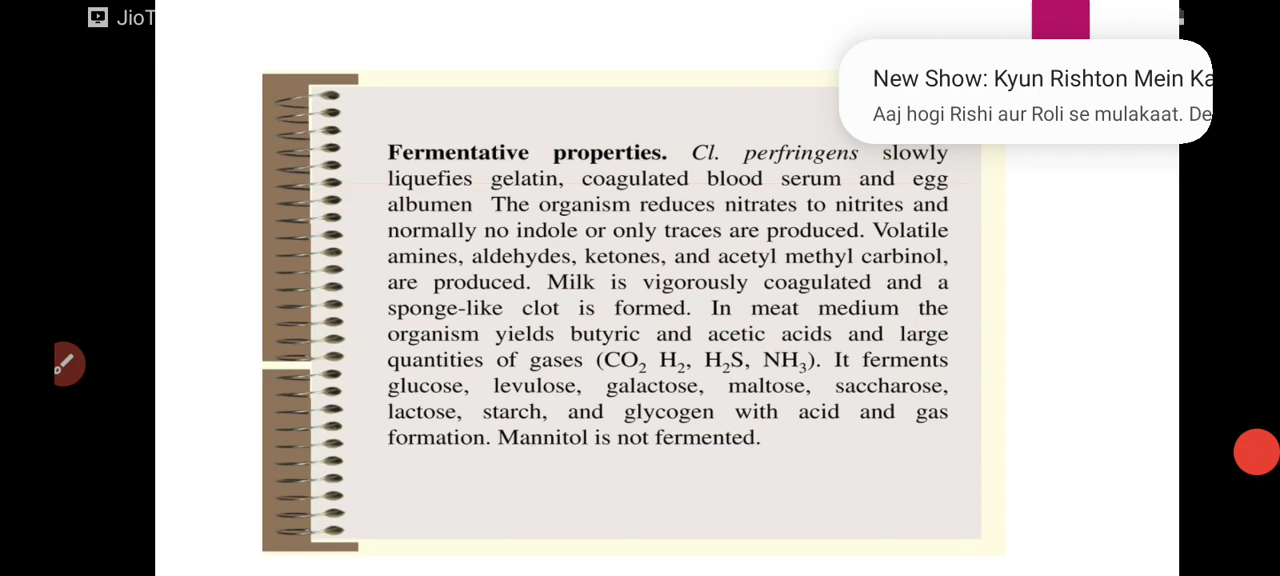 JioT
New Show: Kyun Rishton Mein Ka
Aaj hogi Rishi aur Roli se mulakaat. De
Fermentative properties. Cl. perfringens slowly
liquefies gelatin, coagulated blood serum and egg
albumen The organism reduces nitrates to nitrites and
normally no indole or only traces are produced. Volatile
amines, aldehydes, ketones, and acetyl methyl carbinol,
are produced. Milk is vigorously coagulated and a
sponge-like clot is formed. In meat medium the
organism yields butyric and acetic acids and large
quantities of gases (CO₂ H₂, H₂S, NH₃). It ferments
glucose, levulose, galactose, maltose, saccharose,
lactose, starch, and glycogen with acid and gas
formation. Mannitol is not fermented.